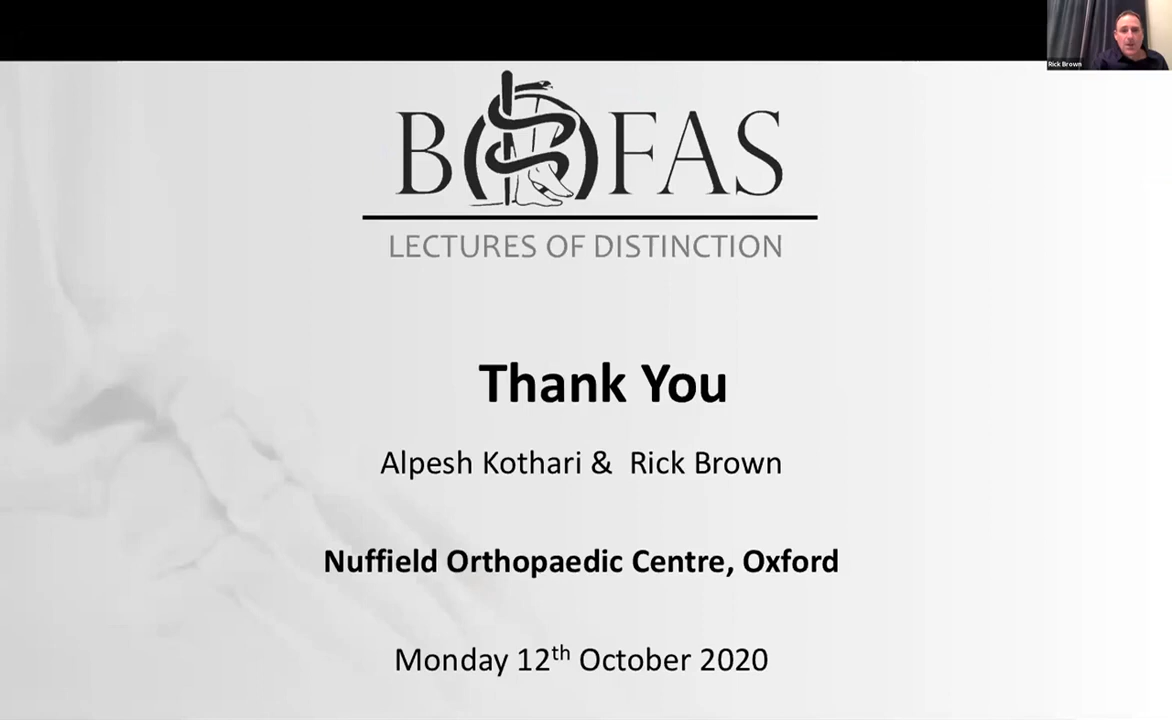 Rick Brown
BOFAS
LECTURES OF DISTINCTION
Thank You
Alpesh Kothari & Rick Brown
Nuffield Orthopaedic Centre, Oxford
Monday 12th October 2020